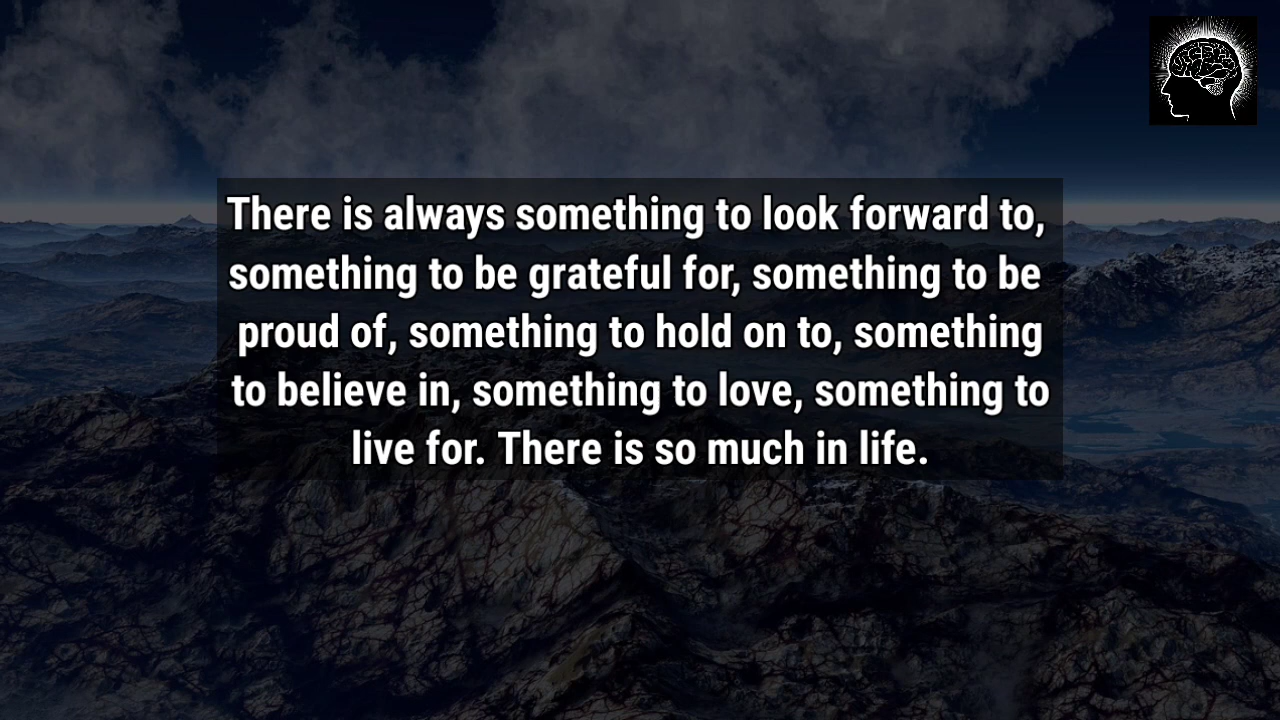 There is always something to look forward to,
something to be grateful for, something to be
proud of, something to hold on to, something
to believe in, something to love, something to
live for. There is so much in life.